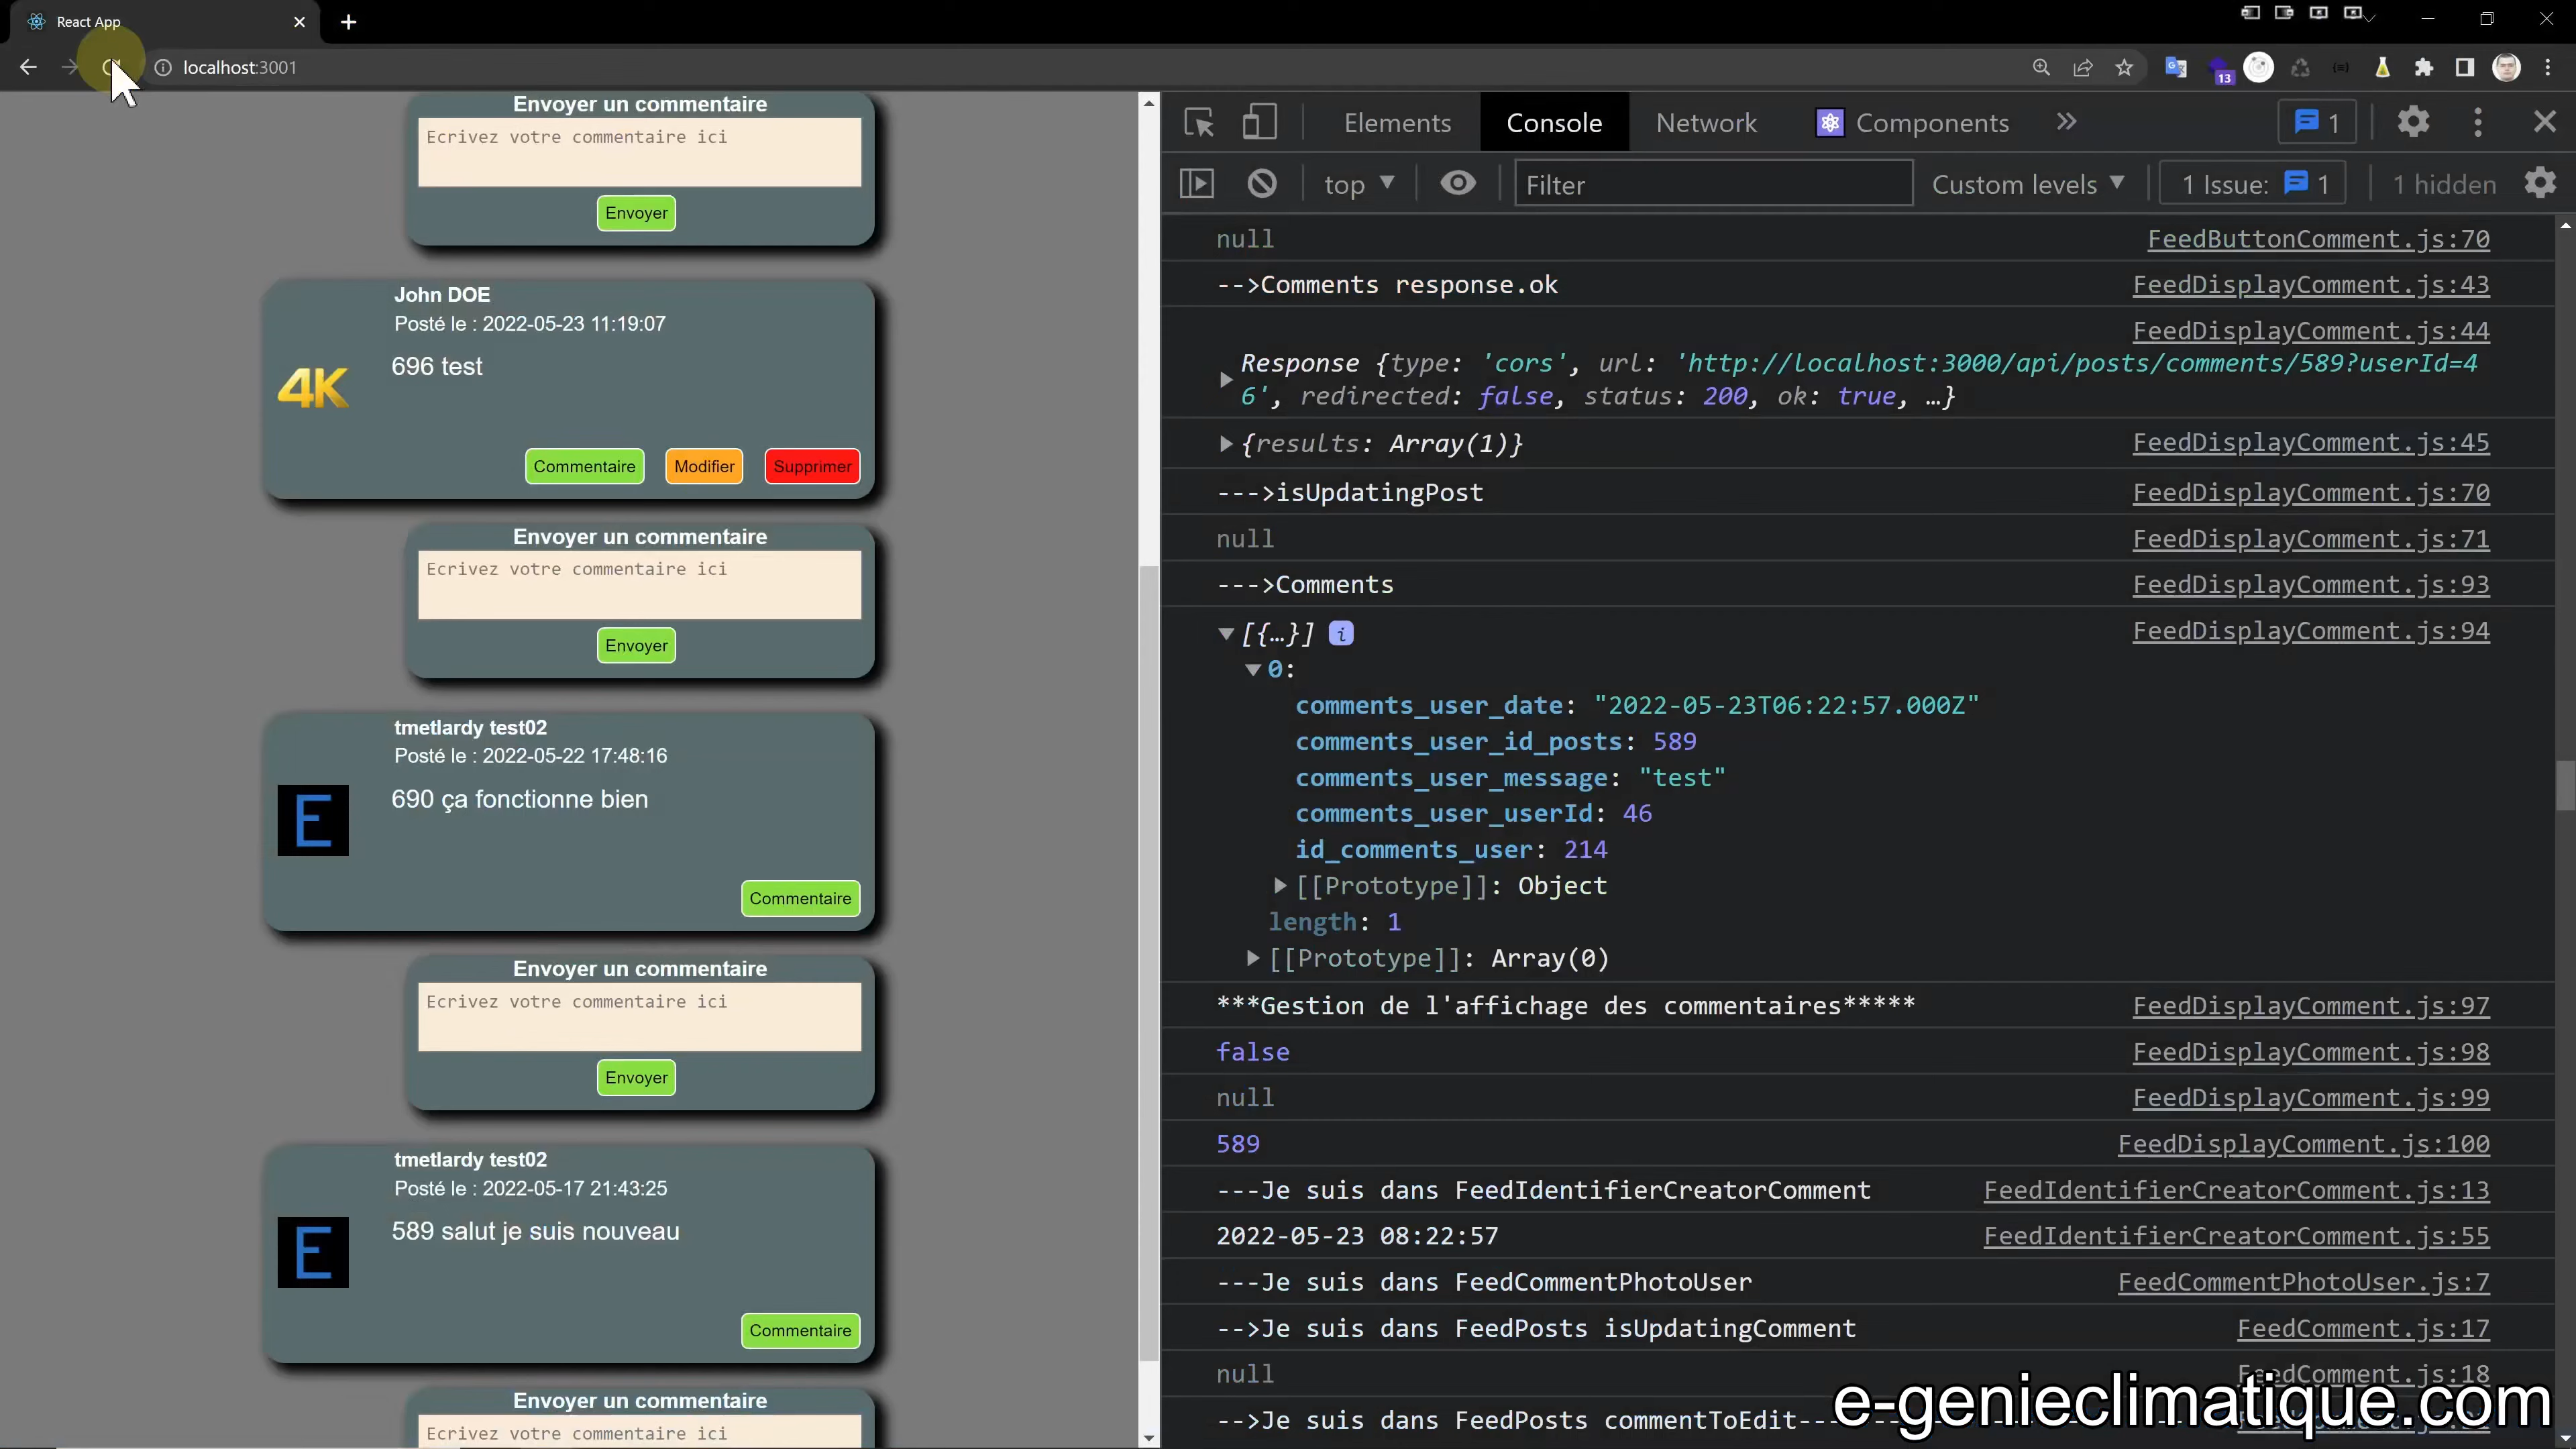 React App
localhost:3001
13
Envoyer un commentaire
Ecrivez votre commentaire ici
Envoyer
John DOE
Posté le : 2022-05-23 11:19:07
4K
696 test
Commentaire
Modifier
Supprimer
Envoyer un commentaire
Ecrivez votre commentaire ici
Envoyer
tmetlardy test02
Posté le : 2022-05-22 17:48:16
E
690 ça fonctionne bien
Commentaire
Envoyer un commentaire
Ecrivez votre commentaire ici
Envoyer
tmetlardy test02
Posté le : 2022-05-17 21:43:25
E
589 salut je suis nouveau
Commentaire
Envoyer un commentaire
Ecrivez votre commentaire ici
Elements Console Network Components 1
top Filter Custom levels 1 Issue: 1 1 hidden
null FeedButtonComment.js:70
-->Comments response.ok FeedDisplayComment.js:43
FeedDisplayComment.js:44
Response {type: 'cors', url: 'http://localhost:3000/api/posts/comments/589?userId=4
6', redirected: false, status: 200, ok: true, …}
{results: Array(1)} FeedDisplayComment.js:45
--->isUpdatingPost FeedDisplayComment.js:70
null FeedDisplayComment.js:71
--->Comments FeedDisplayComment.js:93
[{…}] i FeedDisplayComment.js:94
0:
comments_user_date: "2022-05-23T06:22:57.000Z"
comments_user_id_posts: 589
comments_user_message: "test"
comments_user_userId: 46
id_comments_user: 214
[[Prototype]]: Object
length: 1
[[Prototype]]: Array(0)
***Gestion de l'affichage des commentaires***** FeedDisplayComment.js:97
false FeedDisplayComment.js:98
null FeedDisplayComment.js:99
589 FeedDisplayComment.js:100
---Je suis dans FeedIdentifierCreatorComment FeedIdentifierCreatorComment.js:13
2022-05-23 08:22:57 FeedIdentifierCreatorComment.js:55
---Je suis dans FeedCommentPhotoUser FeedCommentPhotoUser.js:7
-->Je suis dans FeedPosts isUpdatingComment FeedComment.js:17
null FeedComment.js:18
-->Je suis dans FeedPosts commentToEdit--
e-genieclimatique.com